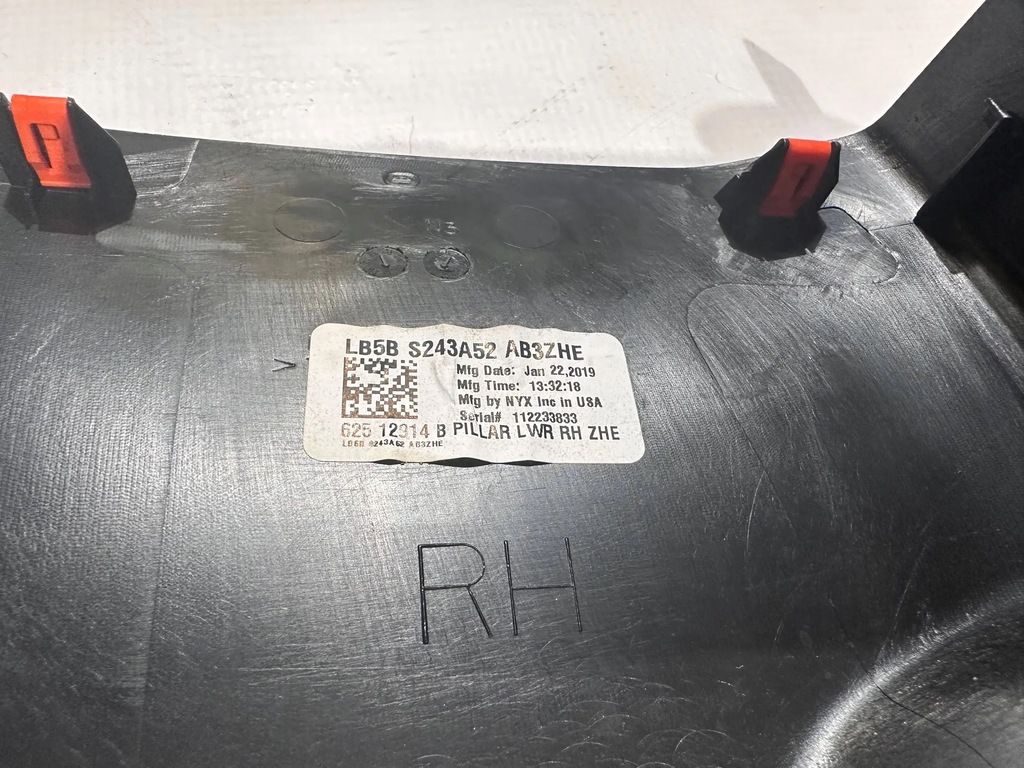 LB5B S243A52 AB3ZHE
Mfg Date: Jan 22,2019
Mfg Time: 13:32:18
Mfg by NYX Inc in USA
Serial# 112233833
625 12314 B PILLAR LWR RH ZHE
LB5B S243A52 AB3ZHE
RH